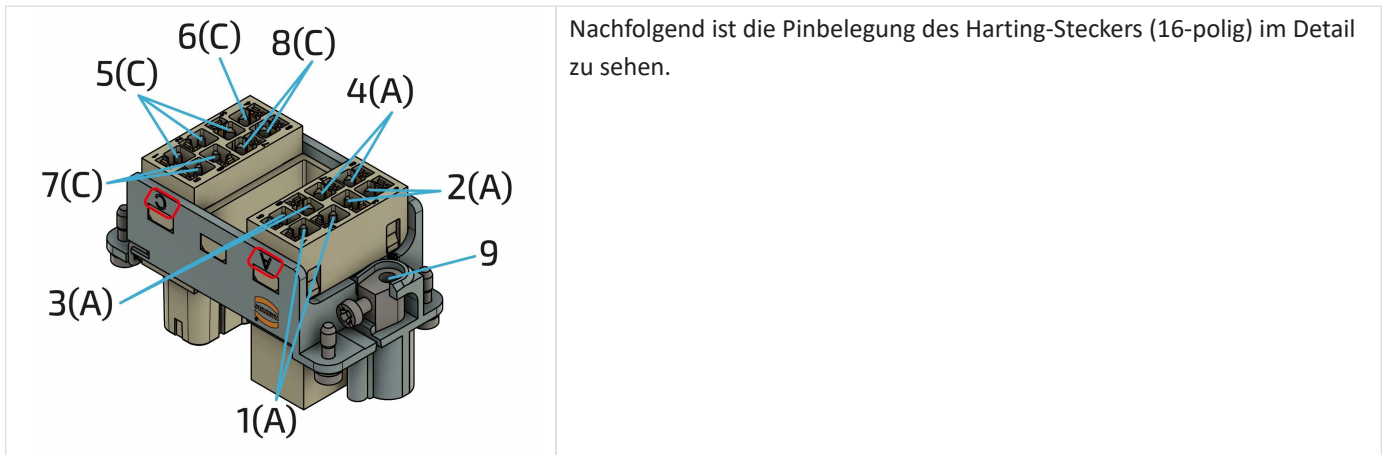 6(C)
8(C)
5(C)
4(A)
7(C)
2(A)
C
A
9
3(A)
1(A)
Nachfolgend ist die Pinbelegung des Harting-Steckers (16-polig) im Detail
zu sehen.